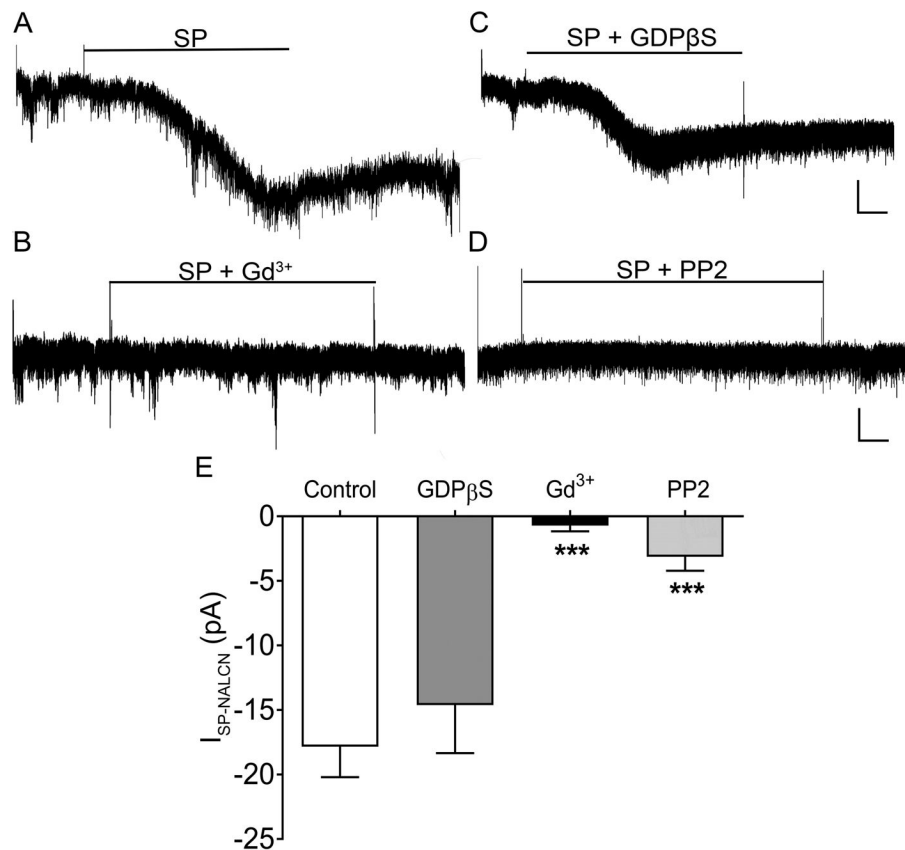 A
SP
C
SP + GDPβS
B
SP + Gd³⁺
D
SP + PP2
E
Control GDPβS Gd³⁺ PP2
0
-5
-10
-15
-20
-25
I_SP-NALCN (pA)
***
***